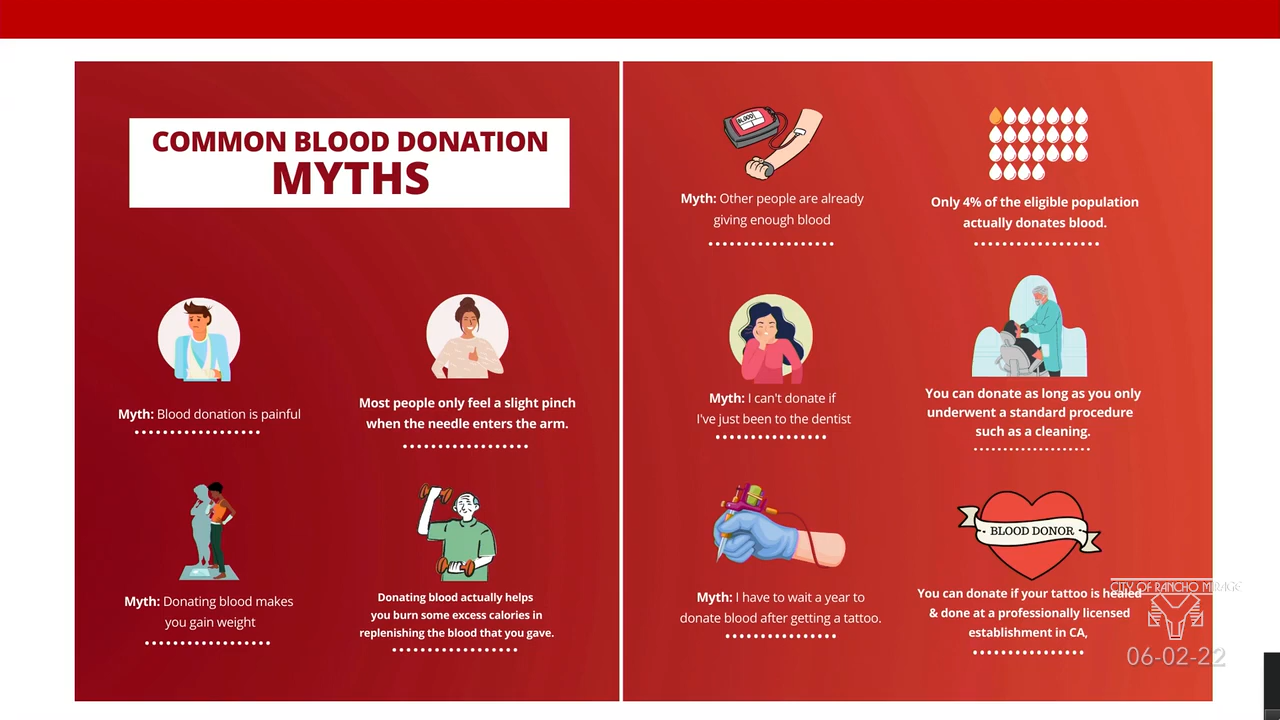 COMMON BLOOD DONATION
MYTHS
Myth: Blood donation is painful
Most people only feel a slight pinch
when the needle enters the arm.
Myth: Donating blood makes
you gain weight
Donating blood actually helps
you burn some excess calories in
replenishing the blood that you gave.
BLOOD
Myth: Other people are already
giving enough blood
Only 4% of the eligible population
actually donates blood.
Myth: I can't donate if
I've just been to the dentist
You can donate as long as you only
underwent a standard procedure
such as a cleaning.
Myth: I have to wait a year to
donate blood after getting a tattoo.
BLOOD DONOR
You can donate if your tattoo is healed
& done at a professionally licensed
establishment in CA,
CITY OF RANCHO MIRAGE
06-02-22